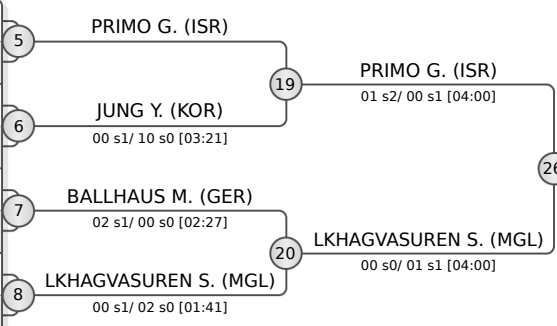 5
PRIMO G. (ISR)
19
PRIMO G. (ISR)
01 s2/ 00 s1 [04:00]
6
JUNG Y. (KOR)
00 s1/ 10 s0 [03:21]
26
7
BALLHAUS M. (GER)
02 s1/ 00 s0 [02:27]
20
LKHAGVASUREN S. (MGL)
00 s0/ 01 s1 [04:00]
8
LKHAGVASUREN S. (MGL)
00 s1/ 02 s0 [01:41]